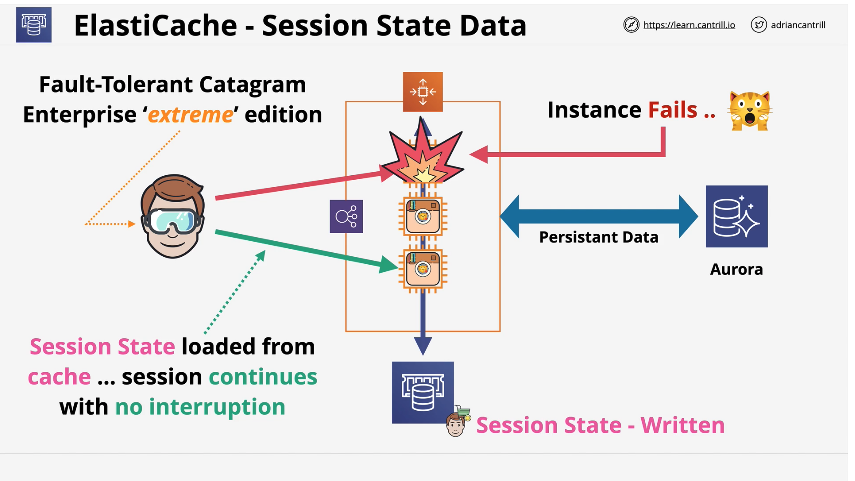 ElastiCache - Session State Data
https://learn.cantrill.io
adriancantrill
Fault-Tolerant Catagram
Enterprise ‘extreme’ edition
Instance Fails ..
Persistant Data
Aurora
Session State loaded from
cache ... session continues
with no interruption
Session State - Written